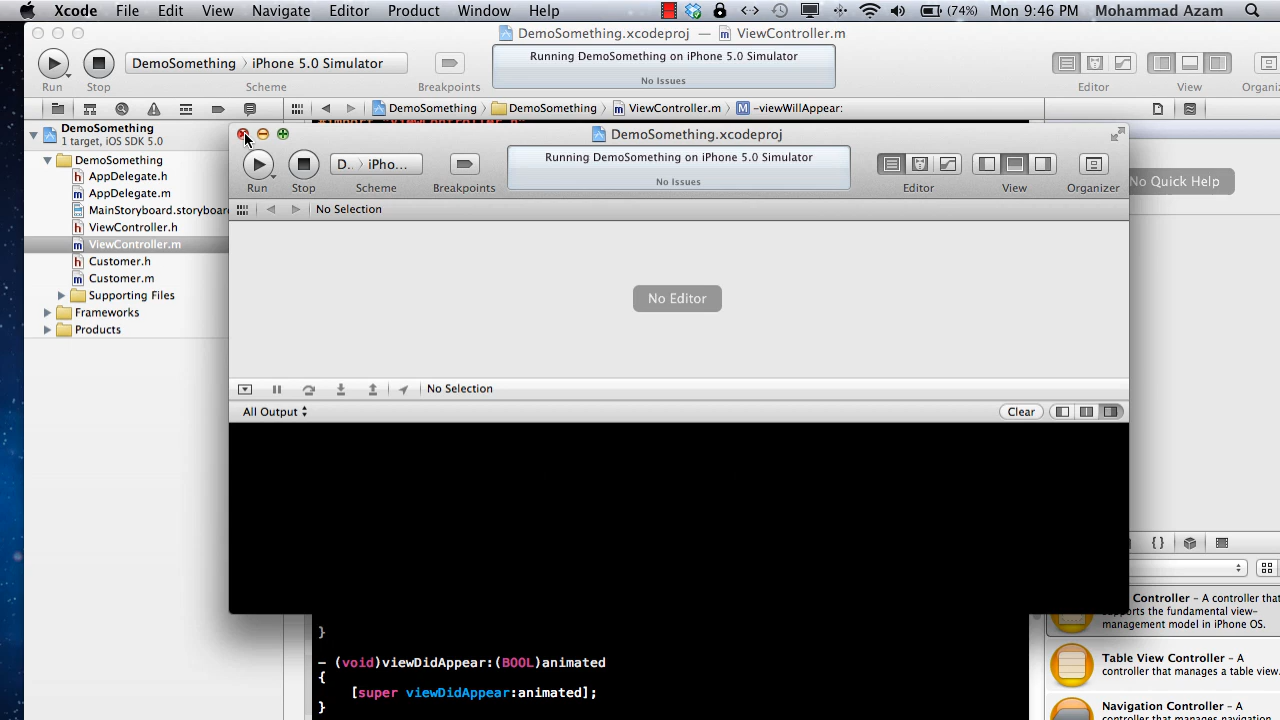 Xcode File Edit View Navigate Editor Product Window Help (74%) Mon 9:46 PM Mohammad Azam
DemoSomething.xcodeproj — ViewController.m
DemoSomething iPhone 5.0 Simulator
Running DemoSomething on iPhone 5.0 Simulator
No Issues
Run Stop Scheme Breakpoints Editor View
DemoSomething DemoSomething ViewController.m M -viewWillAppear:
DemoSomething
1 target, iOS SDK 5.0
DemoSomething
AppDelegate.h
AppDelegate.m
MainStoryboard.storyboard
ViewController.h
ViewController.m
Customer.h
Customer.m
Supporting Files
Frameworks
Products
DemoSomething.xcodeproj
D... iPho...
Running DemoSomething on iPhone 5.0 Simulator
No Issues
Run Stop Scheme Breakpoints Editor View Organizer
No Selection
No Editor
No Selection
All Output Clear
No Quick Help
{}
Controller - A controller that
supports the fundamental view-
management model in iPhone OS.
Table View Controller - A
controller that manages a table view.
Navigation Controller - A
controller that manages navigation
}
- (void)viewDidAppear:(BOOL)animated
{
[super viewDidAppear:animated];
}